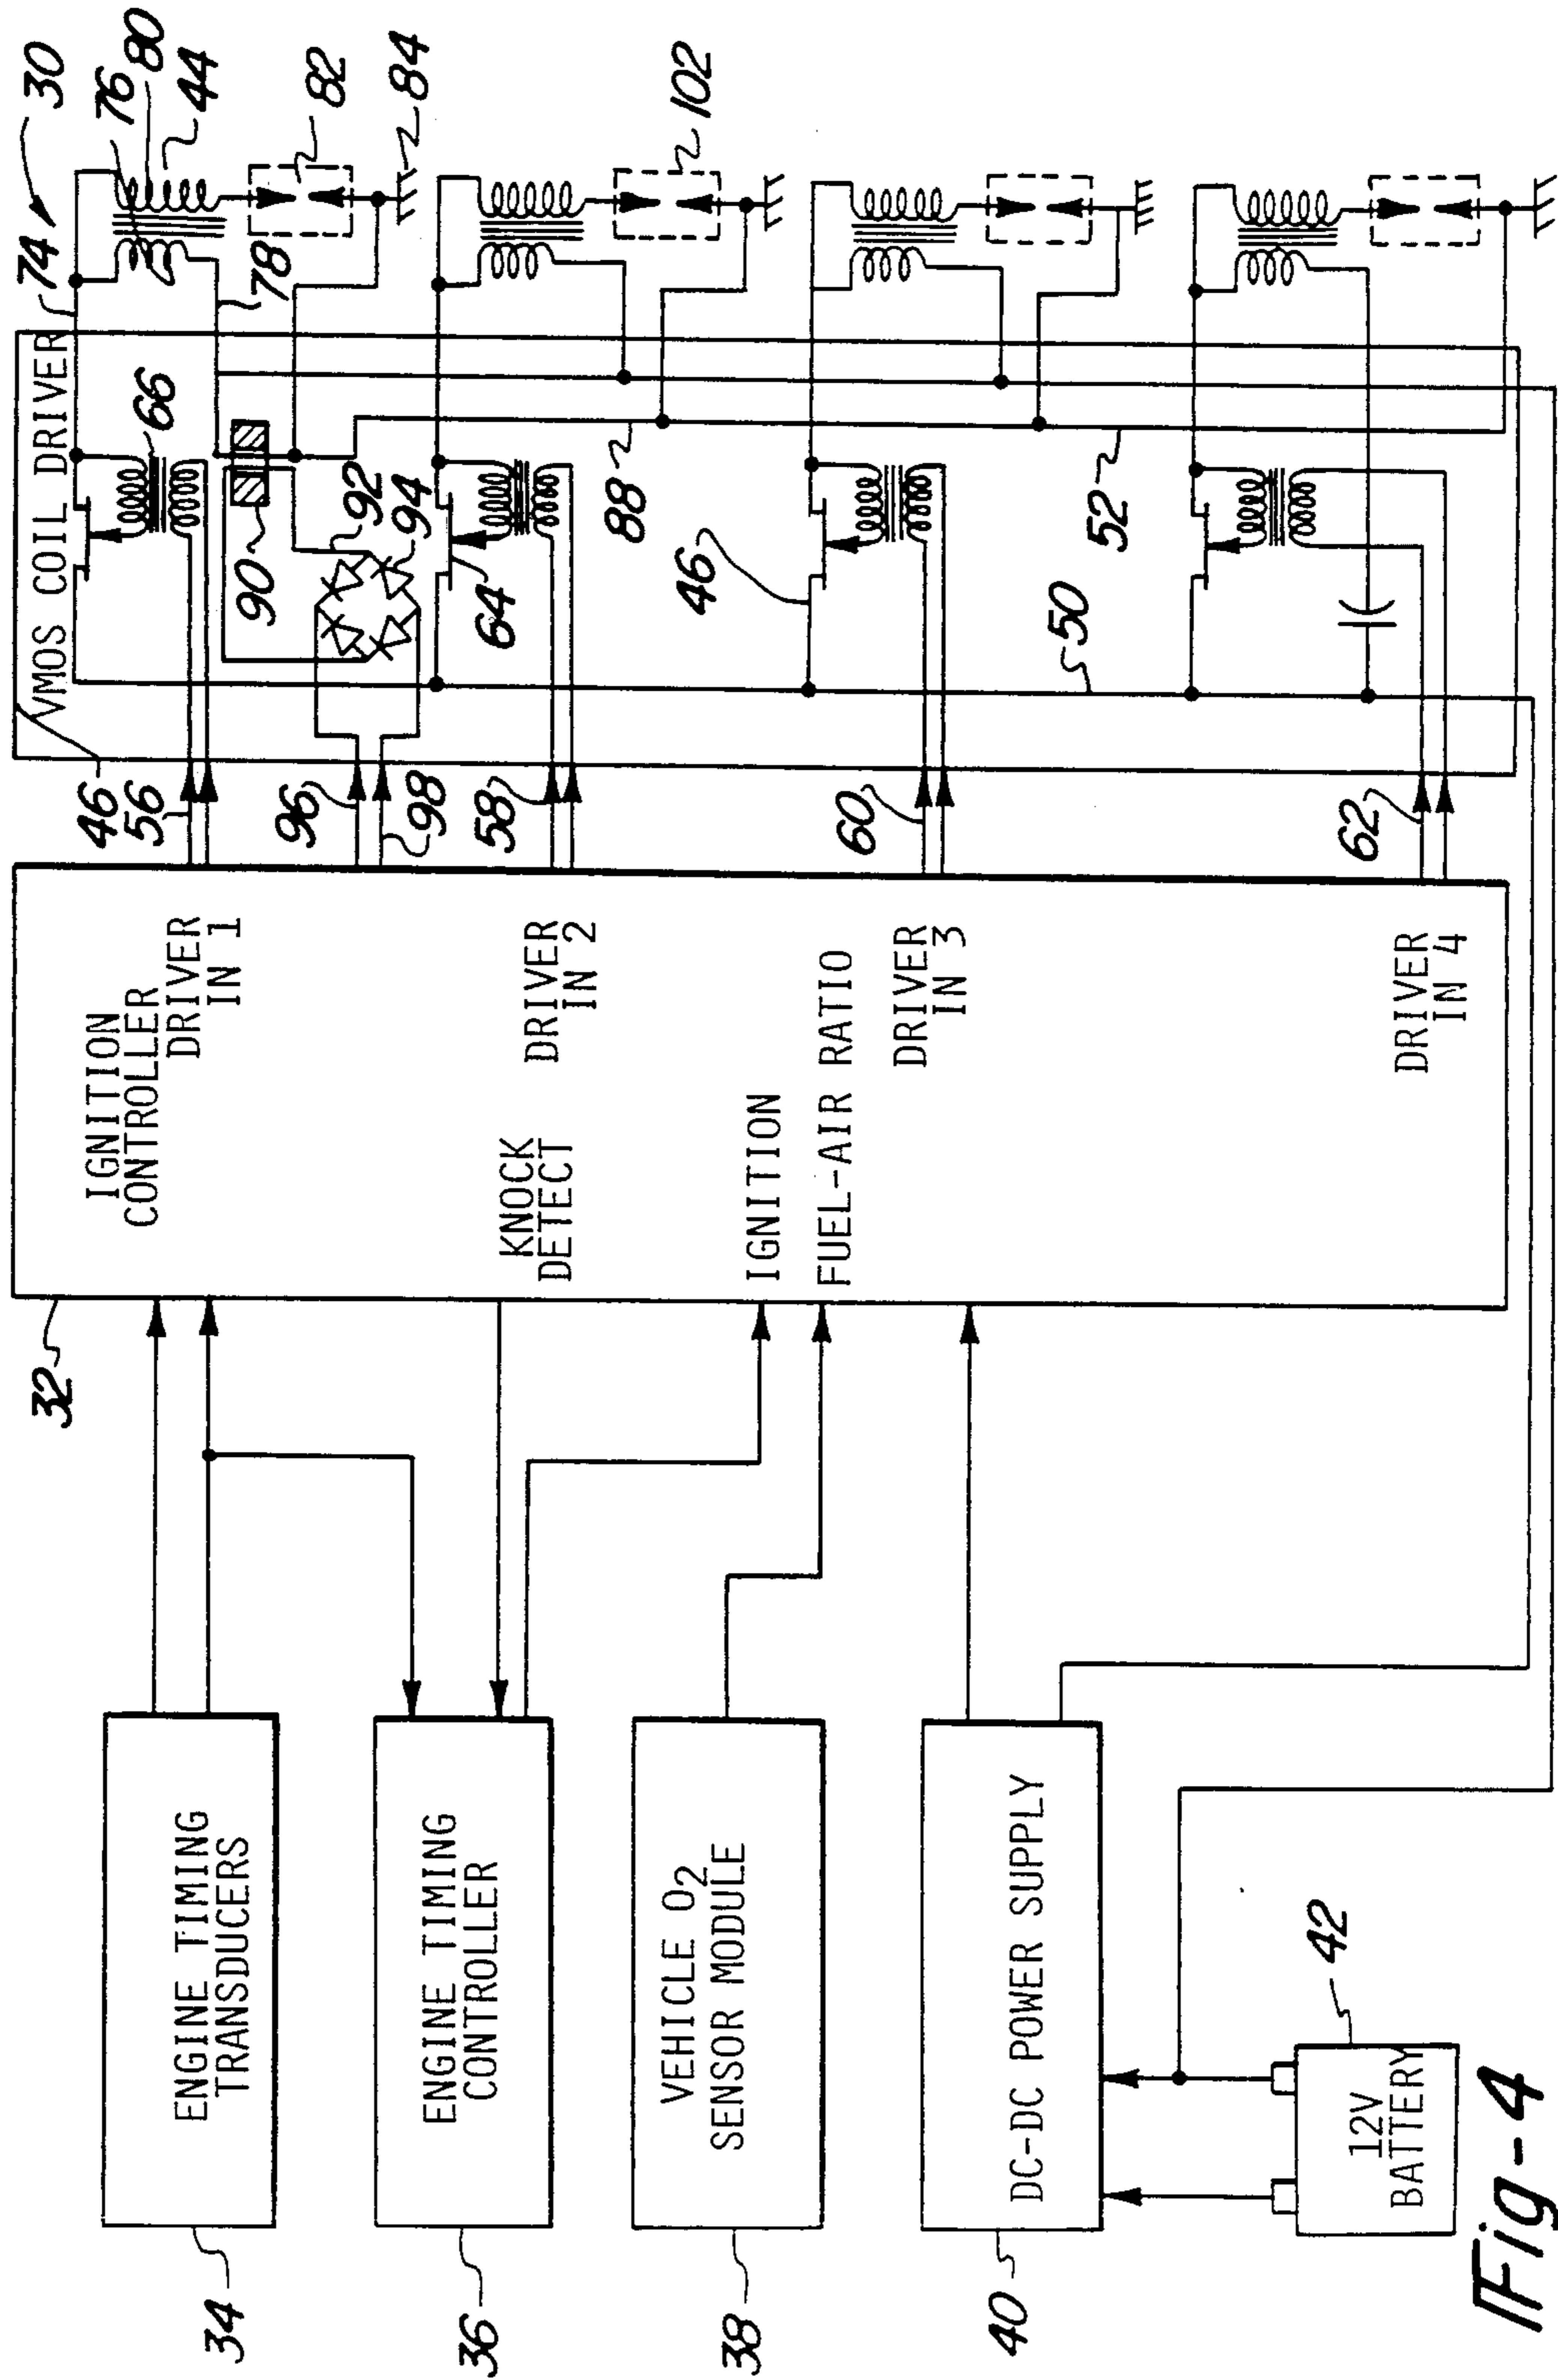 30
74
76
80
44
82
84
102
78
VMOS COIL DRIVER
66
90
92
94
64
88
46
52
50
46
56
96
98
58
60
62
IGNITION
CONTROLLER
DRIVER
IN 1
DRIVER
IN 2
DRIVER
IN 3
DRIVER
IN 4
KNOCK
DETECT
IGNITION
FUEL-AIR RATIO
32
ENGINE TIMING
TRANSDUCERS
34
ENGINE TIMING
CONTROLLER
36
VEHICLE O2
SENSOR MODULE
38
DC-DC POWER SUPPLY
40
12V
BATTERY
42
Fig-4